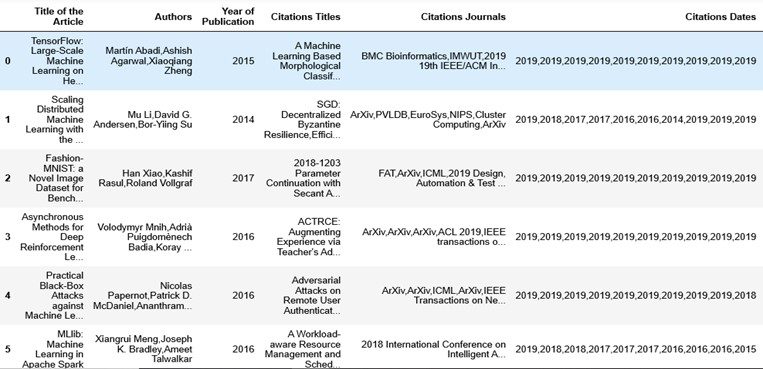 Title of the Article Authors Year of Publication Citations Titles Citations Journals Citations Dates
0 TensorFlow: Large-Scale Machine Learning on He... Martín Abadi,Ashish Agarwal,Xiaoqiang Zheng 2015 A Machine Learning Based Morphological Classif... BMC Bioinformatics,IMWUT,2019 19th IEEE/ACM In... 2019,2019,2019,2019,2019,2019,2019,2019,2019,2019
1 Scaling Distributed Machine Learning with the ... Mu Li,David G. Andersen,Bor-Yiing Su 2014 SGD: Decentralized Byzantine Resilience,Effici... ArXiv,PVLDB,EuroSys,NIPS,Cluster Computing,ArXiv 2019,2018,2017,2017,2016,2016,2014,2019,2019,2019
2 Fashion-MNIST: a Novel Image Dataset for Bench... Han Xiao,Kashif Rasul,Roland Vollgraf 2017 2018-1203 Parameter Continuation with Secant A... FAT,ArXiv,ICML,2019 Design, Automation & Test ... 2019,2019,2019,2019,2019,2019,2019,2019,2019,2019
3 Asynchronous Methods for Deep Reinforcement Le... Volodymyr Mnih,Adrià Puigdomènech Badia,Koray ... 2016 ACTRCE: Augmenting Experience via Teacher's Ad... ArXiv,ArXiv,ArXiv,ACL 2019,IEEE transactions o... 2019,2019,2019,2019,2019,2019,2019,2019,2019,2019
4 Practical Black-Box Attacks against Machine Le... Nicolas Papernot,Patrick D. McDaniel,Ananthram... 2016 Adversarial Attacks on Remote User Authenticat... ArXiv,ArXiv,ICML,ArXiv,IEEE Transactions on Ne... 2019,2019,2019,2019,2019,2019,2019,2019,2019,2018
5 MLlib: Machine Learning in Apache Spark Xiangrui Meng,Joseph K. Bradley,Ameet Talwalkar 2016 A Workload-aware Resource Management and Sched... 2018 International Conference on Intelligent A... 2019,2018,2018,2017,2017,2017,2016,2016,2016,2015